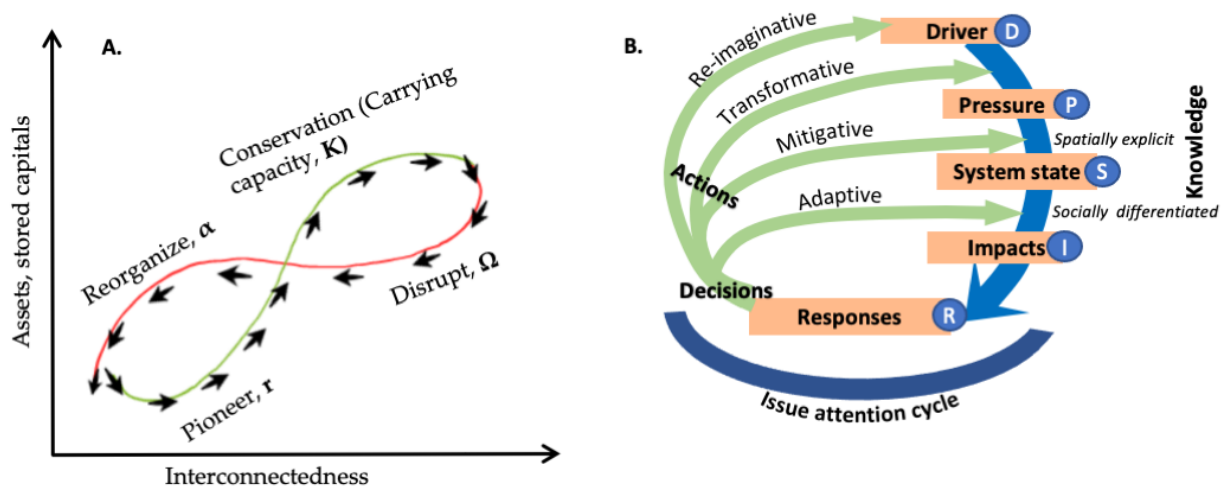 A.
Assets, stored capitals
Conservation (Carrying
capacity, K)
Reorganize, α
Disrupt, Ω
Pioneer, r
Interconnectedness
B.
Re-imaginative
Driver D
Transformative
Pressure P
Mitigative
Spatially explicit
Knowledge
System state S
Actions
Adaptive
Socially differentiated
Impacts I
Decisions
Responses R
Issue attention cycle